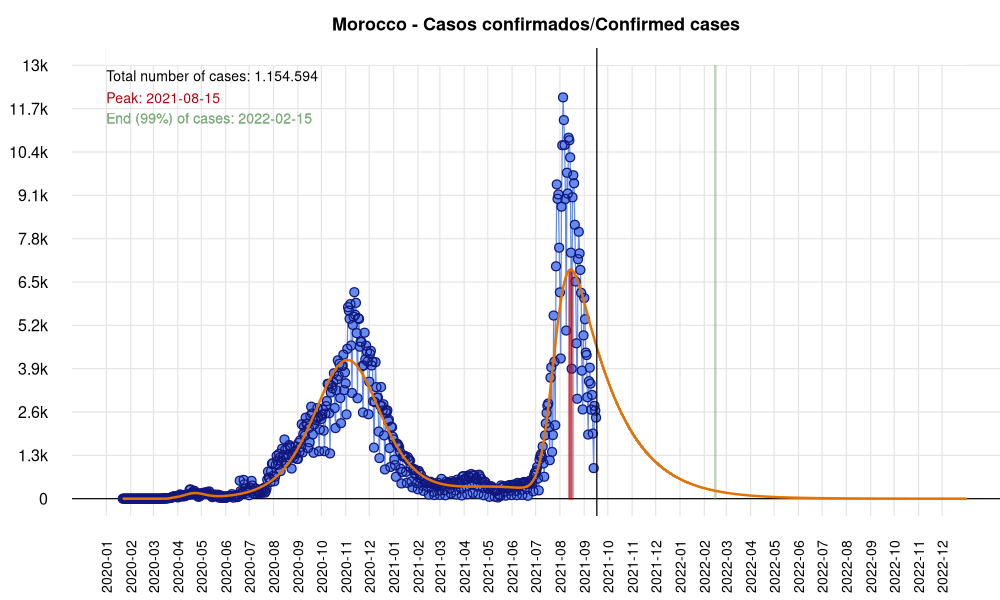 Morocco - Casos confirmados/Confirmed cases
Total number of cases: 1.154.594
Peak: 2021-08-15
End (99%) of cases: 2022-02-15
13k
11.7k
10.4k
9.1k
7.8k
6.5k
5.2k
3.9k
2.6k
1.3k
0
2020-01
2020-02
2020-03
2020-04
2020-05
2020-06
2020-07
2020-08
2020-09
2020-10
2020-11
2020-12
2021-01
2021-02
2021-03
2021-04
2021-05
2021-06
2021-07
2021-08
2021-09
2021-10
2021-11
2021-12
2022-01
2022-02
2022-03
2022-04
2022-05
2022-06
2022-07
2022-08
2022-09
2022-10
2022-11
2022-12